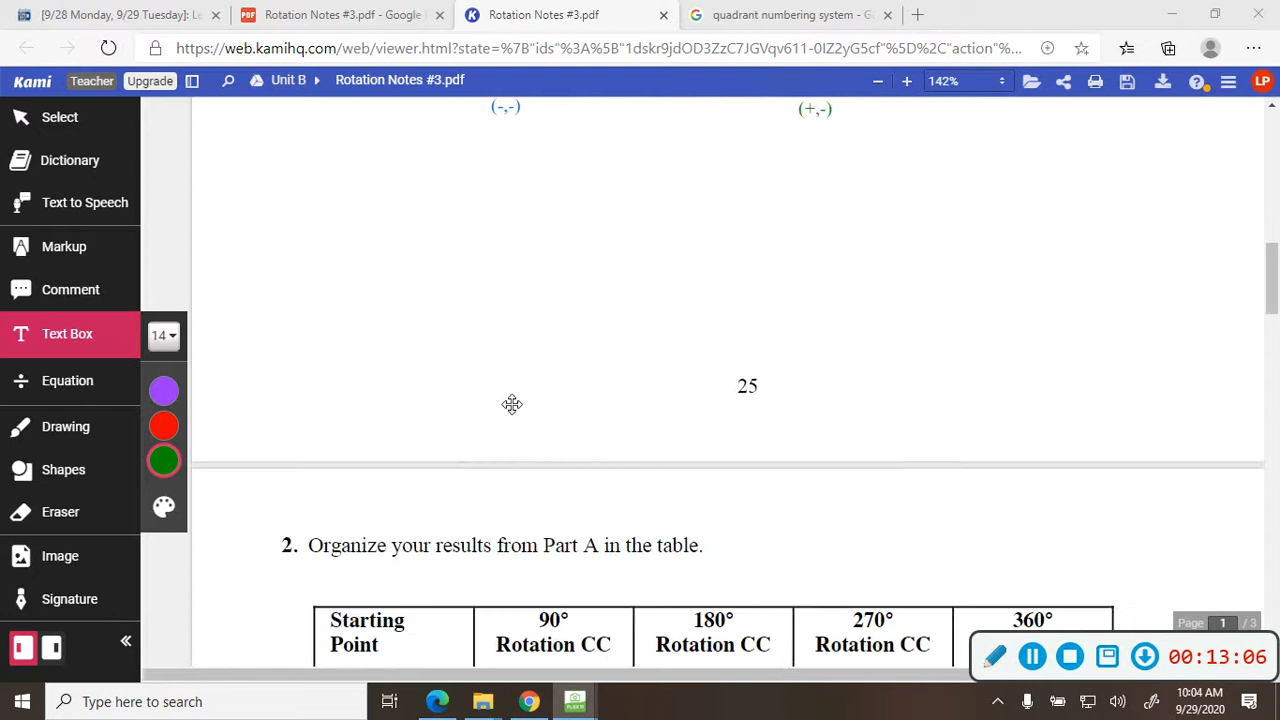 [9/28 Monday, 9/29 Tuesday]: Le
Rotation Notes #3.pdf - Google
Rotation Notes #3.pdf
quadrant numbering system - G
https://web.kamihq.com/web/viewer.html?state=%7B"ids"%3A%5B"1dskr9jdOD3ZzC7JGVqv611-0IZ2yG5cf"%5D%2C"action"%...
Kami
Teacher
Upgrade
Unit B
Rotation Notes #3.pdf
142%
LP
Select
Dictionary
Text to Speech
Markup
Comment
Text Box
Equation
Drawing
Shapes
Eraser
Image
Signature
14
(-,-)
(+,-)
25
2. Organize your results from Part A in the table.
Starting Point
90° Rotation CC
180° Rotation CC
270° Rotation CC
360°
Page 1 / 3
00:13:06
Type here to search
10:04 AM
9/29/2020